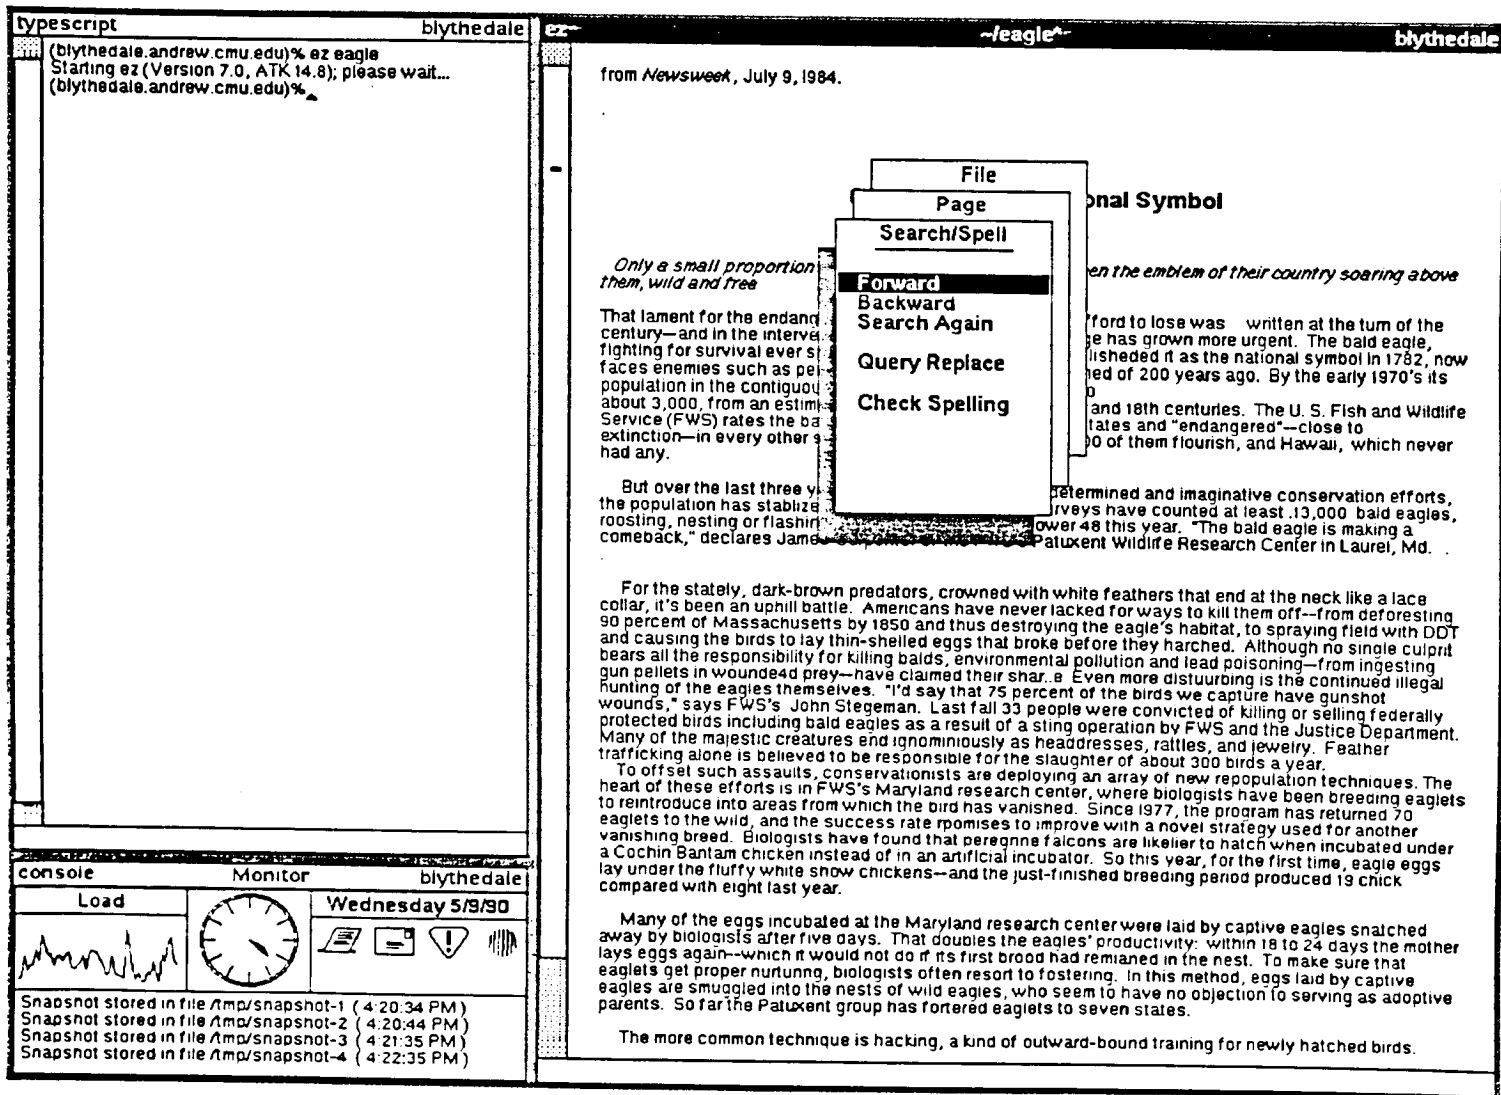 typescript blythedale
(blythedale.andrew.cmu.edu)% ez eagle
Starting ez (Version 7.0, ATK 14.8); please wait...
(blythedale.andrew.cmu.edu)%
console Monitor blythedale
Load
Wednesday 5/9/90
Snapshot stored in file /tmp/snapshot-1 ( 4:20:34 PM )
Snapshot stored in file /tmp/snapshot-2 ( 4:20:44 PM )
Snapshot stored in file /tmp/snapshot-3 ( 4:21:35 PM )
Snapshot stored in file /tmp/snapshot-4 ( 4:22:35 PM )
ez ~/eagle blythedale
from Newsweek, July 9, 1984.
File
Page
Search/Spell
Forward
Backward
Search Again
Query Replace
Check Spelling
onal Symbol
Only a small proportion en the emblem of their country soaring above
them, wild and free
That lament for the endang ford to lose was written at the turn of the
century—and in the interve e has grown more urgent. The bald eagle,
fighting for survival ever s lisheded it as the national symbol in 1782, now
faces enemies such as pe ed of 200 years ago. By the early 1970's its
population in the contiguou
about 3,000, from an estim and 18th centuries. The U. S. Fish and Wildlife
Service (FWS) rates the ba tates and "endangered"--close to
extinction—in every other s 0 of them flourish, and Hawaii, which never
had any.
But over the last three y determined and imaginative conservation efforts,
the population has stablize rveys have counted at least .13,000 bald eagles,
roosting, nesting or flashin ower 48 this year. "The bald eagle is making a
comeback," declares Jame Patuxent Wildlife Research Center in Laurel, Md. .
For the stately, dark-brown predators, crowned with white feathers that end at the neck like a lace
collar, it's been an uphill battle. Americans have never lacked for ways to kill them off--from deforesting
90 percent of Massachusetts by 1850 and thus destroying the eagle's habitat, to spraying field with DDT
and causing the birds to lay thin-shelled eggs that broke before they harched. Although no single culprit
bears all the responsibility for killing balds, environmental pollution and lead poisoning—from ingesting
gun pellets in wounde4d prey—have claimed their shar..e Even more distuurbing is the continued illegal
hunting of the eagles themselves. "I'd say that 75 percent of the birds we capture have gunshot
wounds," says FWS's John Stegeman. Last fall 33 people were convicted of killing or selling federally
protected birds including bald eagles as a result of a sting operation by FWS and the Justice Department.
Many of the majestic creatures end ignominiously as headdresses, rattles, and jewelry. Feather
trafficking alone is believed to be responsible for the slaughter of about 300 birds a year.
To offset such assaults, conservationists are deploying an array of new repopulation techniques. The
heart of these efforts is in FWS's Maryland research center, where biologists have been breeding eaglets
to reintroduce into areas from which the bird has vanished. Since 1977, the program has returned 70
eaglets to the wild, and the success rate rpomises to improve with a novel strategy used for another
vanishing breed. Biologists have found that peregrine falcons are likelier to hatch when incubated under
a Cochin Bantam chicken instead of in an artificial incubator. So this year, for the first time, eagle eggs
lay under the fluffy white show chickens—and the just-finished breeding period produced 19 chick
compared with eight last year.
Many of the eggs incubated at the Maryland research center were laid by captive eagles snatched
away by biologists after five days. That doubles the eagles' productivity: within 18 to 24 days the mother
lays eggs again--which it would not do if its first brood had remianed in the nest. To make sure that
eaglets get proper nurturing, biologists often resort to fostering. In this method, eggs laid by captive
eagles are smuggled into the nests of wild eagles, who seem to have no objection to serving as adoptive
parents. So far the Patuxent group has fortered eaglets to seven states.
The more common technique is hacking, a kind of outward-bound training for newly hatched birds.